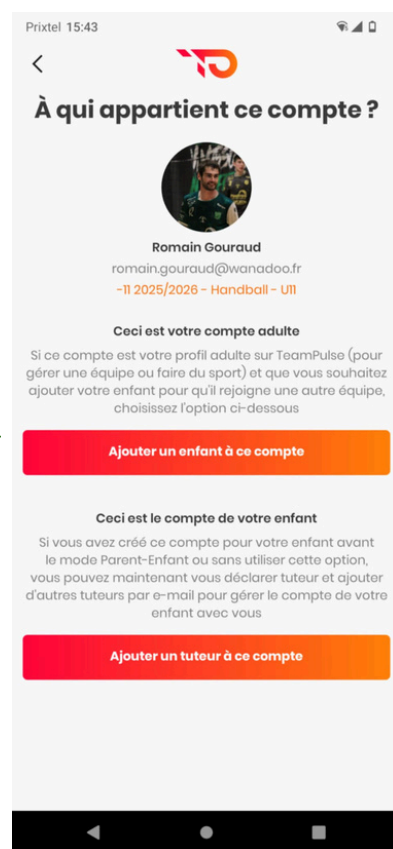 Prixtel 15:43
À qui appartient ce compte ?
Romain Gouraud
romain.gouraud@wanadoo.fr
-11 2025/2026 - Handball - U11
Ceci est votre compte adulte
Si ce compte est votre profil adulte sur TeamPulse (pour
gérer une équipe ou faire du sport) et que vous souhaitez
ajouter votre enfant pour qu'il rejoigne une autre équipe,
choisissez l'option ci-dessous
Ajouter un enfant à ce compte
Ceci est le compte de votre enfant
Si vous avez créé ce compte pour votre enfant avant
le mode Parent-Enfant ou sans utiliser cette option,
vous pouvez maintenant vous déclarer tuteur et ajouter
d'autres tuteurs par e-mail pour gérer le compte de votre
enfant avec vous
Ajouter un tuteur à ce compte